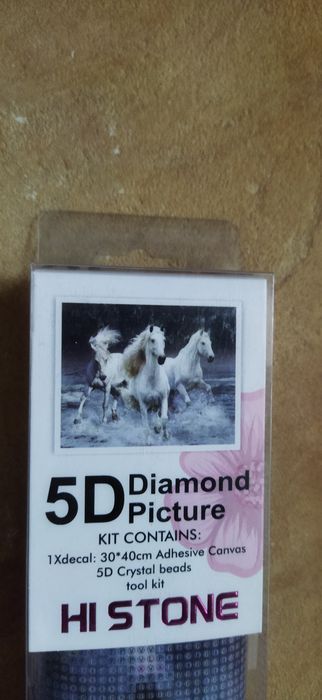 5D Diamond
Picture
KIT CONTAINS:
1Xdecal: 30*40cm Adhesive Canvas
5D Crystal beads
tool kit
HI STONE